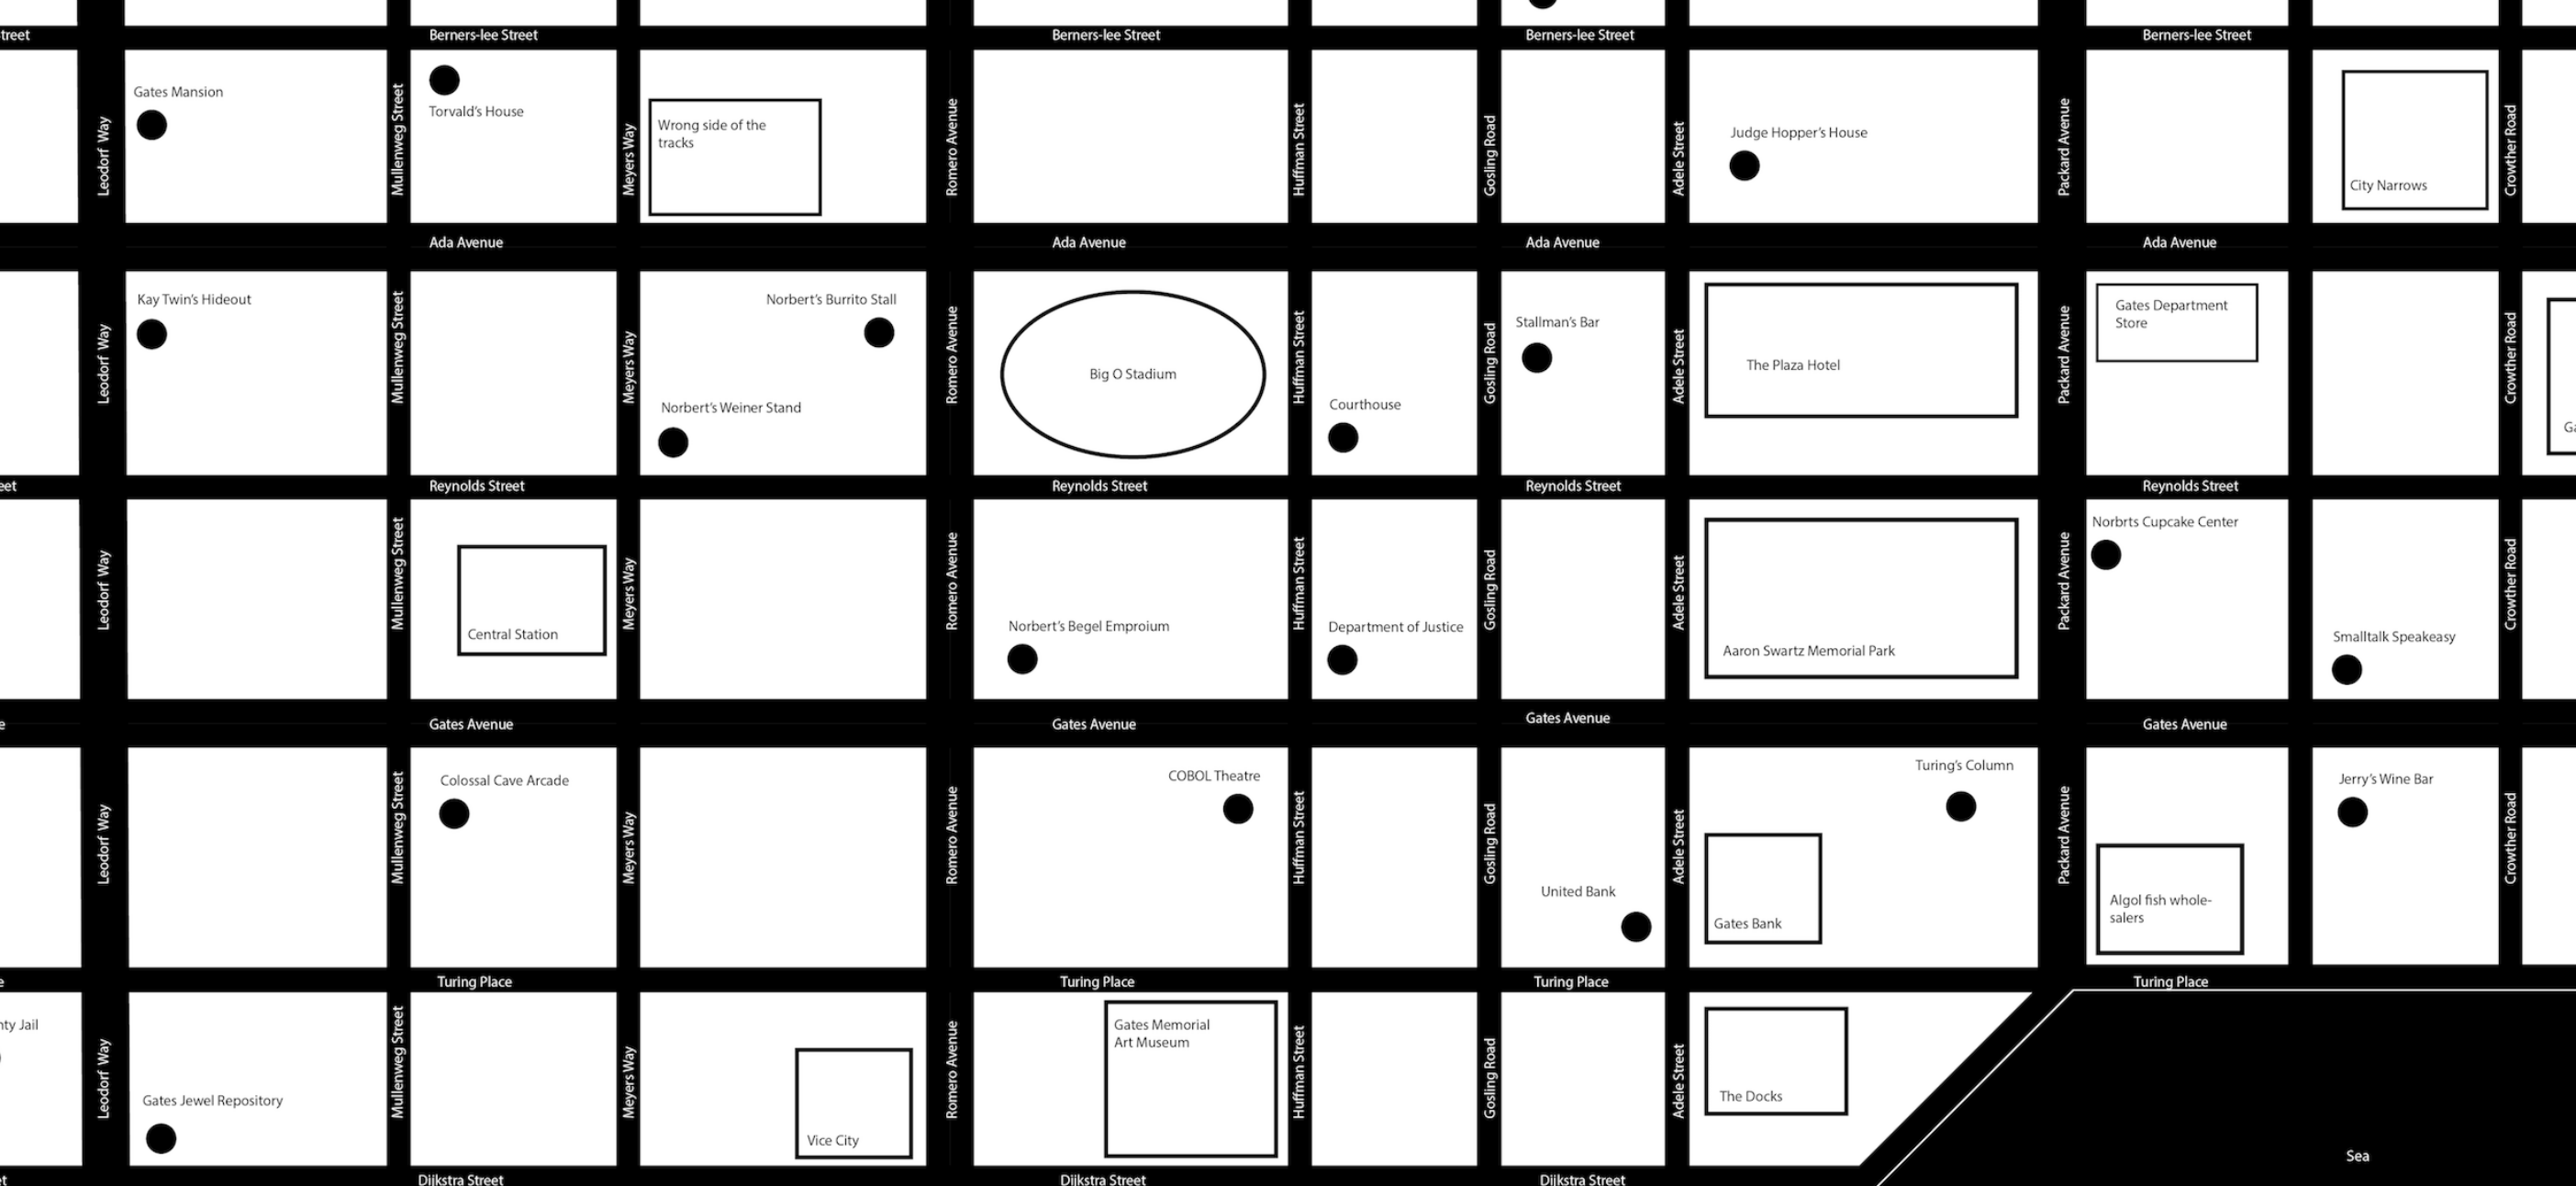 treet
Berners-lee Street
Berners-lee Street
Berners-lee Street
Berners-lee Street
Gates Mansion
Torvald's House
Wrong side of the
tracks
Judge Hopper's House
City Narrows
Leodorf Way
Mullenweg Street
Meyers Way
Romero Avenue
Huffman Street
Gosling Road
Adele Street
Packard Avenue
Crowther Road
Ada Avenue
Ada Avenue
Ada Avenue
Ada Avenue
Kay Twin's Hideout
Norbert's Burrito Stall
Norbert's Weiner Stand
Big O Stadium
Courthouse
Stallman's Bar
The Plaza Hotel
Gates Department
Store
Ga
Leodorf Way
Mullenweg Street
Meyers Way
Romero Avenue
Huffman Street
Gosling Road
Adele Street
Packard Avenue
Crowther Road
eet
Reynolds Street
Reynolds Street
Reynolds Street
Reynolds Street
Central Station
Norbert's Begel Emproium
Department of Justice
Aaron Swartz Memorial Park
Norbrts Cupcake Center
Smalltalk Speakeasy
Leodorf Way
Mullenweg Street
Meyers Way
Romero Avenue
Huffman Street
Gosling Road
Adele Street
Packard Avenue
Crowther Road
e
Gates Avenue
Gates Avenue
Gates Avenue
Gates Avenue
Colossal Cave Arcade
COBOL Theatre
United Bank
Turing's Column
Gates Bank
Jerry's Wine Bar
Algol fish whole-
salers
Leodorf Way
Mullenweg Street
Meyers Way
Romero Avenue
Huffman Street
Gosling Road
Adele Street
Packard Avenue
Crowther Road
e
Turing Place
Turing Place
Turing Place
Turing Place
nty Jail
Gates Jewel Repository
Vice City
Gates Memorial
Art Museum
The Docks
Sea
Leodorf Way
Mullenweg Street
Meyers Way
Romero Avenue
Huffman Street
Gosling Road
Adele Street
et
Dijkstra Street
Dijkstra Street
Dijkstra Street